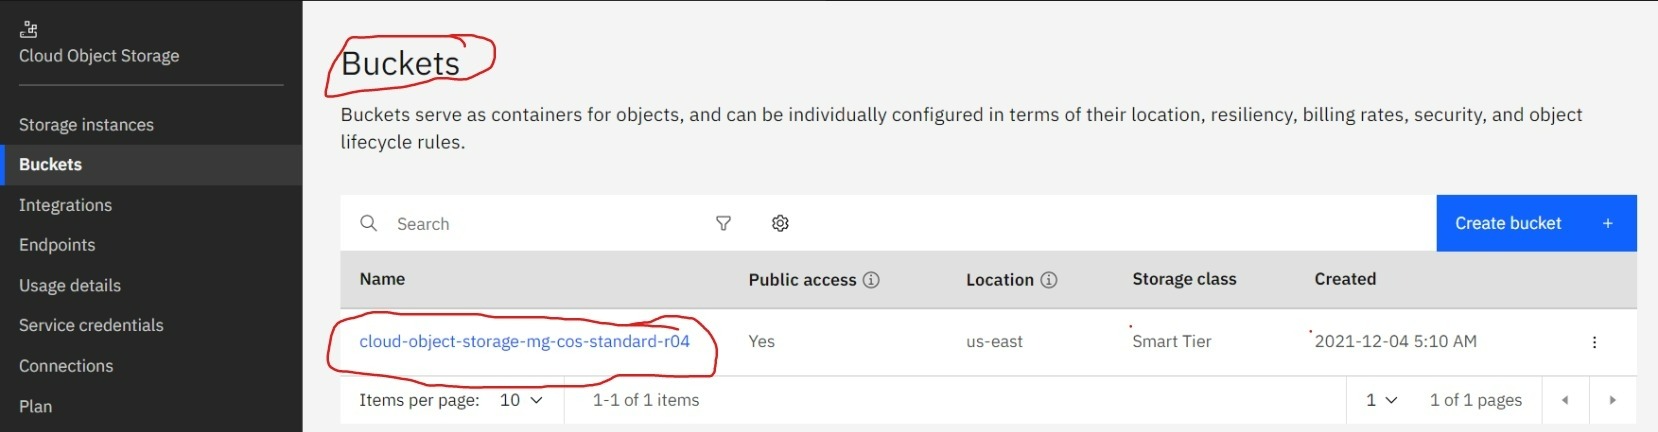 Cloud Object Storage
Storage instances
Buckets
Integrations
Endpoints
Usage details
Service credentials
Connections
Plan
Buckets
Buckets serve as containers for objects, and can be individually configured in terms of their location, resiliency, billing rates, security, and object
lifecycle rules.
Search
Create bucket +
Name Public access Location Storage class Created
cloud-object-storage-mg-cos-standard-r04 Yes us-east Smart Tier 2021-12-04 5:10 AM
Items per page: 10 1-1 of 1 items 1 1 of 1 pages